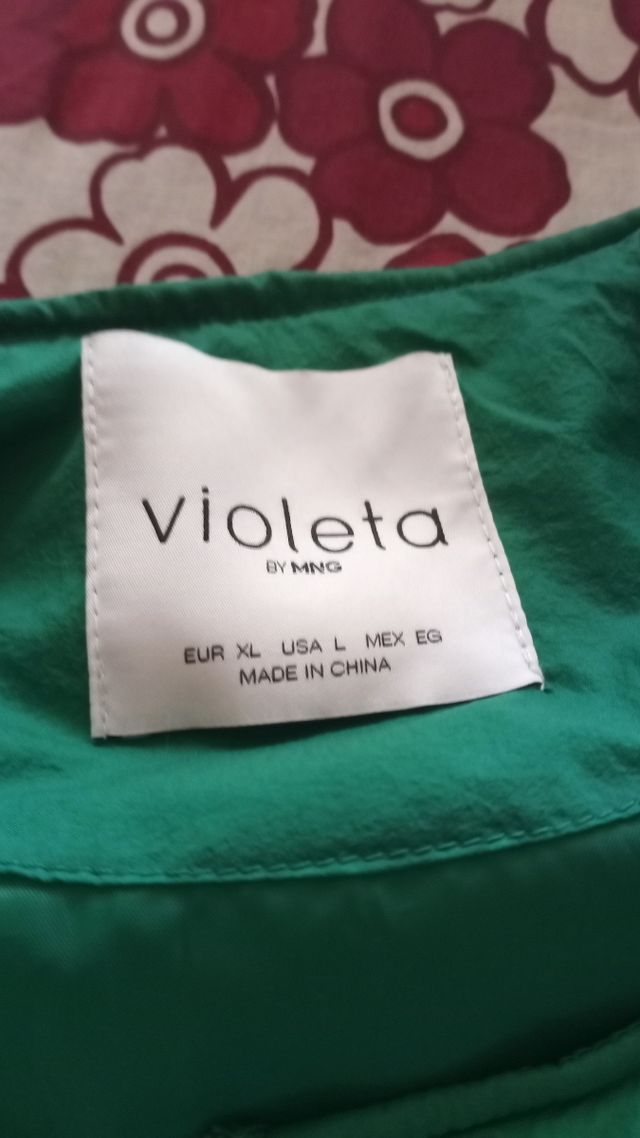 violeta
BY MNG
EUR XL USA L MEX EG
MADE IN CHINA